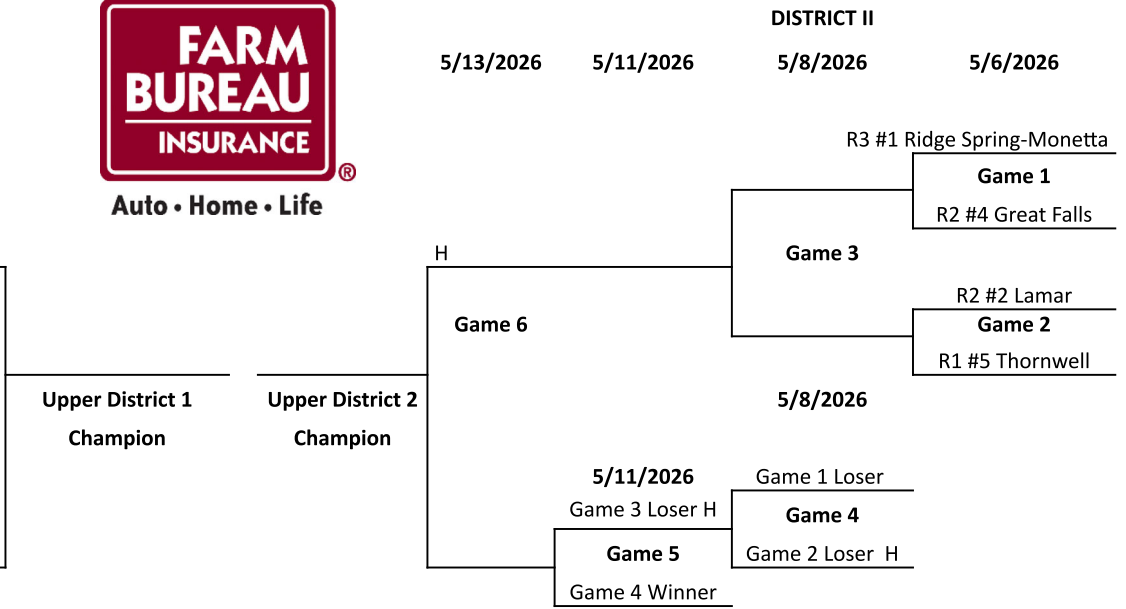 DISTRICT II
FARM
BUREAU
INSURANCE
®
Auto • Home • Life
5/13/2026
5/11/2026
5/8/2026
5/6/2026
R3 #1 Ridge Spring-Monetta
Game 1
R2 #4 Great Falls
H
Game 3
R2 #2 Lamar
Game 6
Game 2
R1 #5 Thornwell
Upper District 1
Champion
Upper District 2
Champion
5/8/2026
5/11/2026
Game 1 Loser
Game 3 Loser H
Game 4
Game 5
Game 2 Loser  H
Game 4 Winner